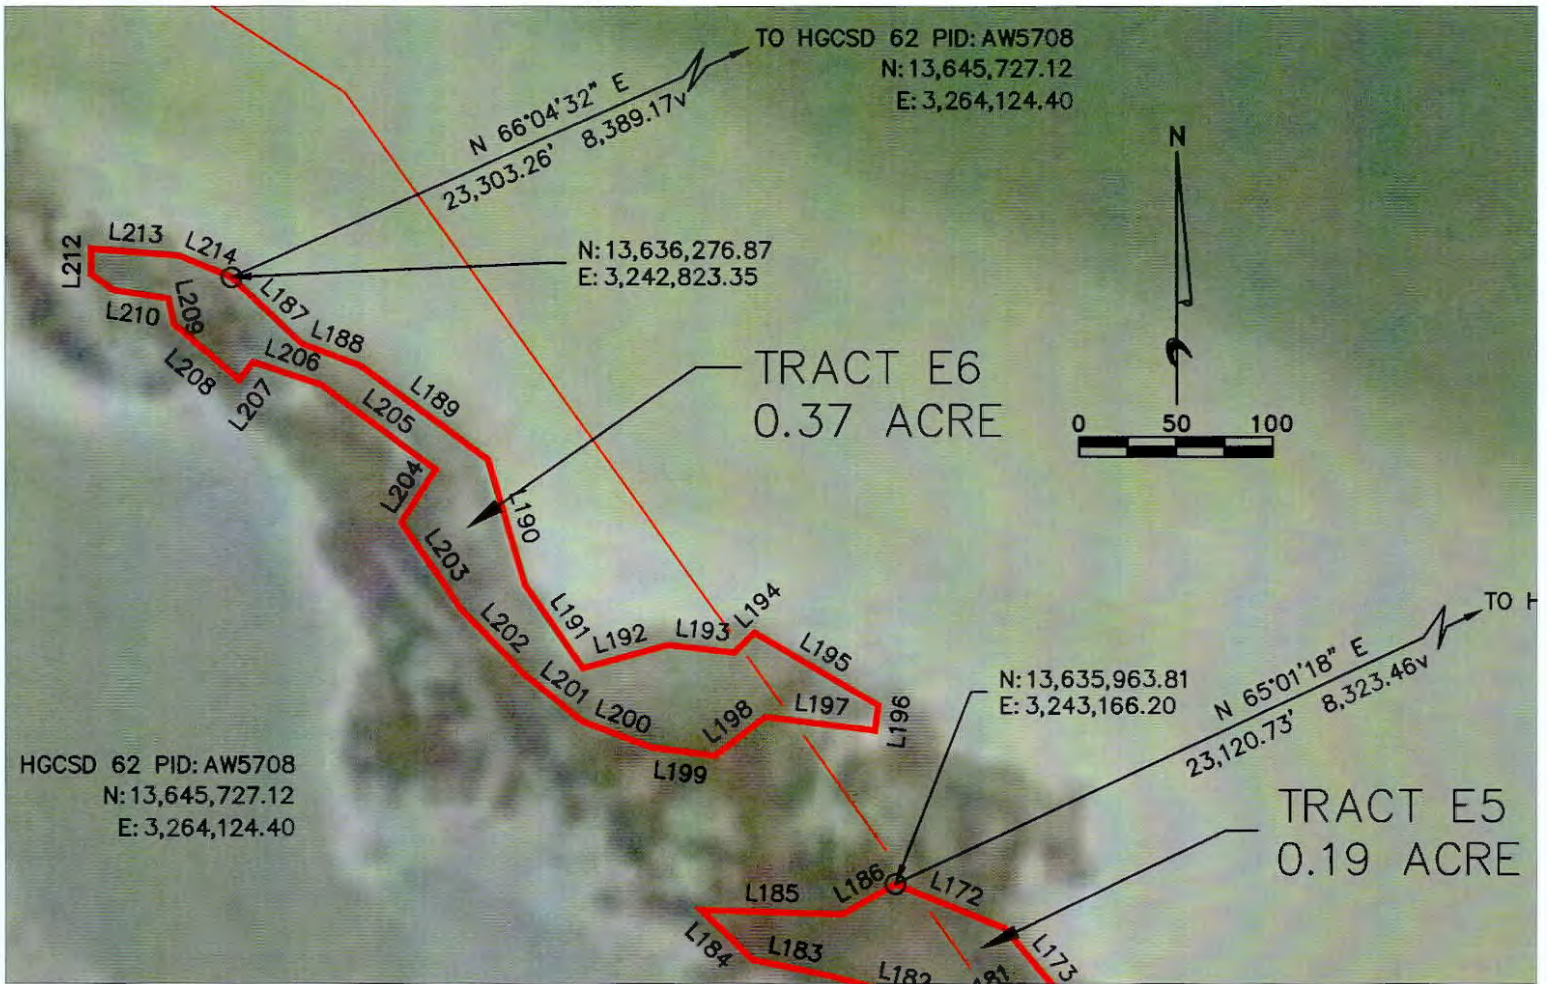 TO HGCSD 62 PID: AW5708
N: 13,645,727.12
E: 3,264,124.40
N 66°04'32" E
23,303.26' 8,389.17v
N
N: 13,636,276.87
E: 3,242,823.35
L212
L213
L214
L187
L188
L189
L210
L209
L208
L207
L206
L205
L204
TRACT E6
0.37 ACRE
0 50 100
L190
L203
L191
L192
L193
L194
L195
L202
L201
L200
L199
L198
L197
L196
TO H
N 65°01'18" E
23,120.73' 8,323.46v
N: 13,635,963.81
E: 3,243,166.20
HGCSD 62 PID: AW5708
N: 13,645,727.12
E: 3,264,124.40
TRACT E5
0.19 ACRE
L186
L185
L172
L184
L183
L182
L173
181